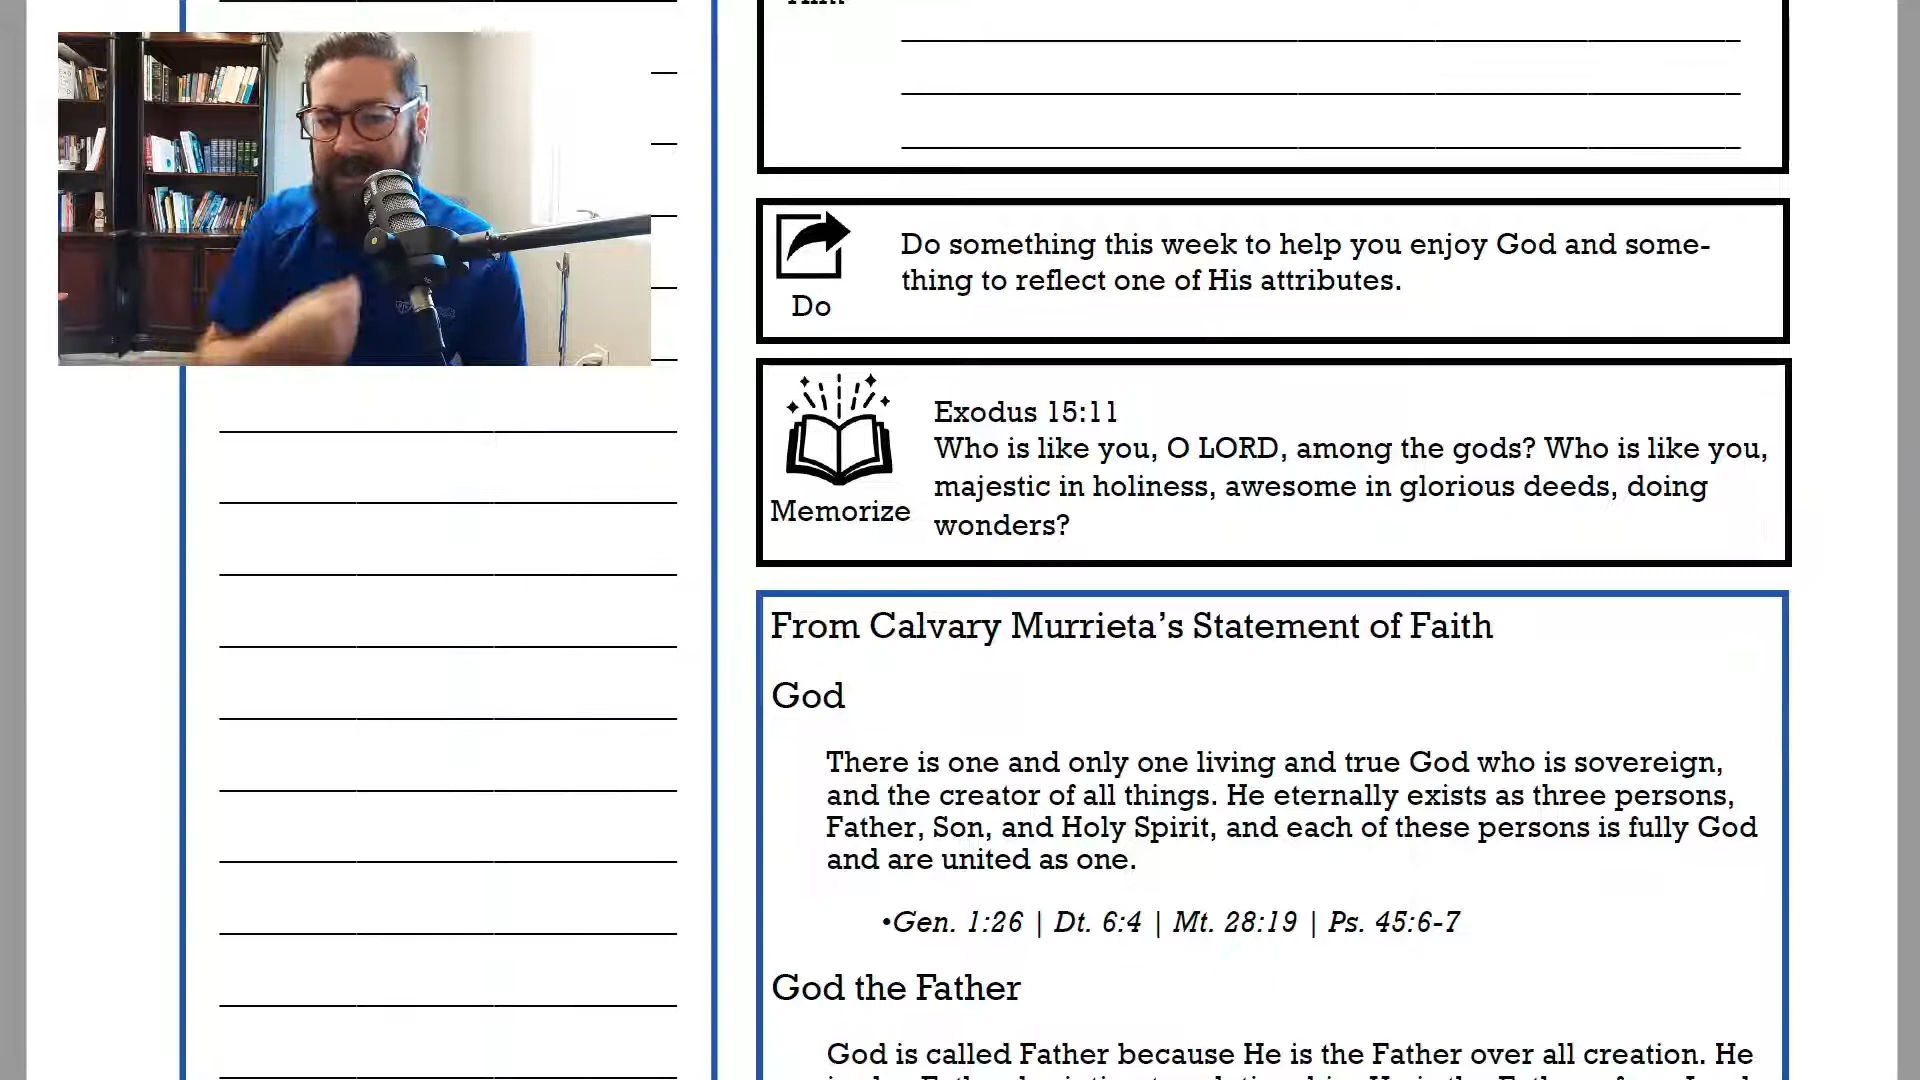 Do something this week to help you enjoy God and some-
thing to reflect one of His attributes.
Do
Exodus 15:11
Who is like you, O LORD, among the gods? Who is like you,
majestic in holiness, awesome in glorious deeds, doing
wonders?
Memorize
From Calvary Murrieta’s Statement of Faith
God
There is one and only one living and true God who is sovereign,
and the creator of all things. He eternally exists as three persons,
Father, Son, and Holy Spirit, and each of these persons is fully God
and are united as one.
•Gen. 1:26 | Dt. 6:4 | Mt. 28:19 | Ps. 45:6-7
God the Father
God is called Father because He is the Father over all creation. He